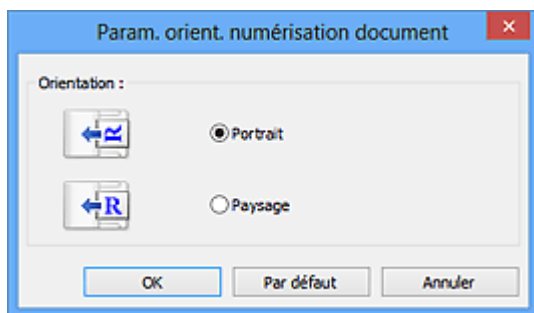 Param. orient. numérisation document
Orientation :
R
Portrait
R
Paysage
OK Par défaut Annuler